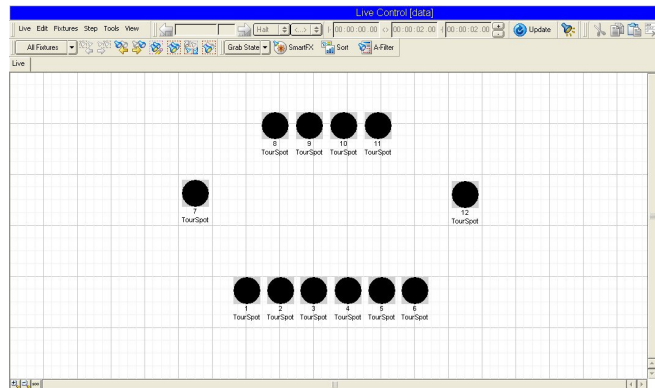 Live Control [data]
Live Edit Fixtures Step Tools View Halt <...> 00:00:00.00 <> 00:00:02.00 00:00:02.00 Update
All Fixtures Grab State SmartFX Sort A-Filter
Live
8 9 10 11
TourSpot TourSpot TourSpot TourSpot
7 12
TourSpot TourSpot
1 2 3 4 5 6
TourSpot TourSpot TourSpot TourSpot TourSpot TourSpot